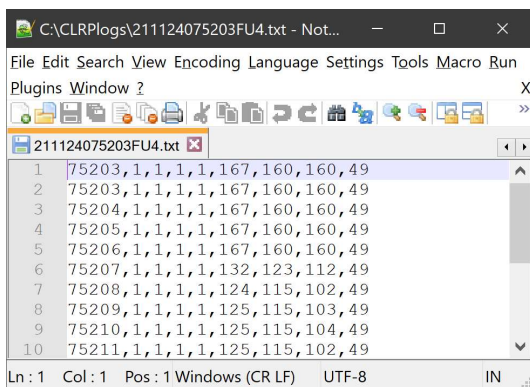 C:\CLRPlogs\211124075203FU4.txt - Not...
File Edit Search View Encoding Language Settings Tools Macro Run
Plugins Window ? X
211124075203FU4.txt
1 75203,1,1,1,1,167,160,160,49
2 75203,1,1,1,1,167,160,160,49
3 75204,1,1,1,1,167,160,160,49
4 75205,1,1,1,1,167,160,160,49
5 75206,1,1,1,1,167,160,160,49
6 75207,1,1,1,1,132,123,112,49
7 75208,1,1,1,1,124,115,102,49
8 75209,1,1,1,1,125,115,103,49
9 75210,1,1,1,1,125,115,104,49
10 75211,1,1,1,1,125,115,102,49
Ln : 1 Col : 1 Pos : 1 Windows (CR LF) UTF-8 IN